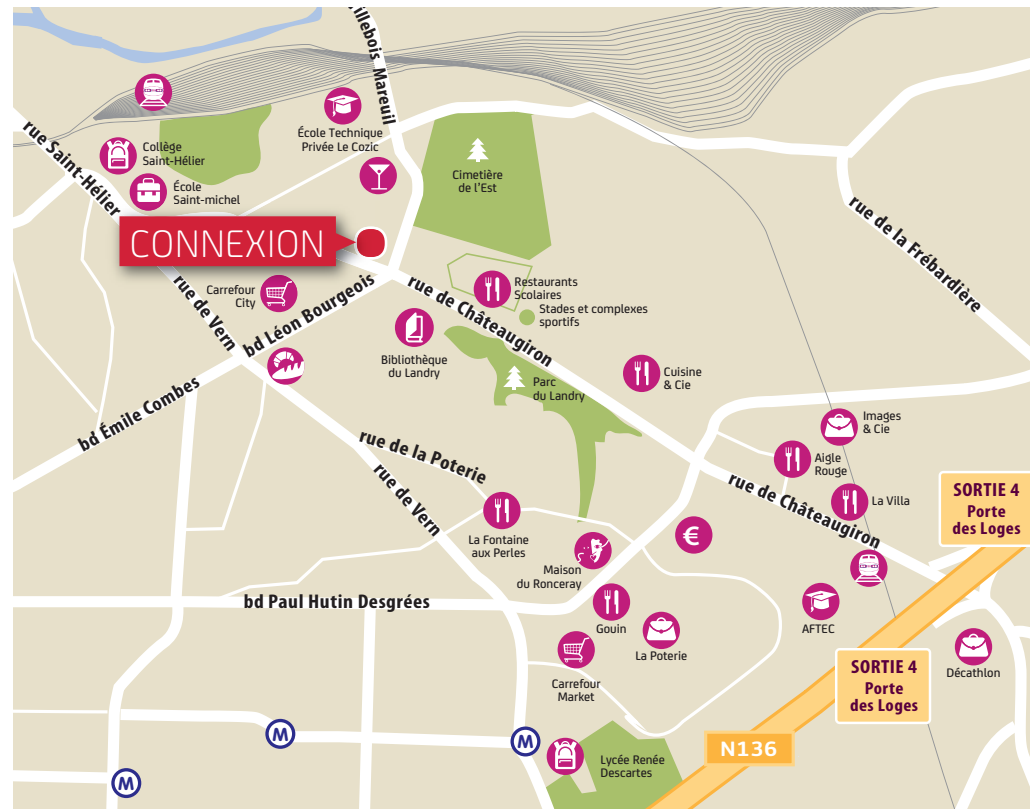 illebois Mareuil
École Technique
Privée Le Cozic
rue Saint-Hélier
Collège
Saint-Hélier
École
Saint-michel
Cimetière
de l'Est
rue de la Frébardière
CONNEXION
Carrefour
City
rue de Vern
bd Léon Bourgeois
rue de Châteaugiron
Restaurants
Scolaires
Stades et complexes
sportifs
Bibliothèque
du Landry
Parc
du Landry
Cuisine
& Cie
bd Émile Combes
Images
& Cie
Aigle
Rouge
rue de la Poterie
rue de Vern
rue de Châteaugiron
La Villa
SORTIE 4
Porte
des Loges
La Fontaine
aux Perles
€
Maison
du Ronceray
bd Paul Hutin Desgrées
Gouin
La Poterie
AFTEC
Carrefour
Market
SORTIE 4
Porte
des Loges
Décathlon
M
M
N136
Lycée Renée
Descartes
M